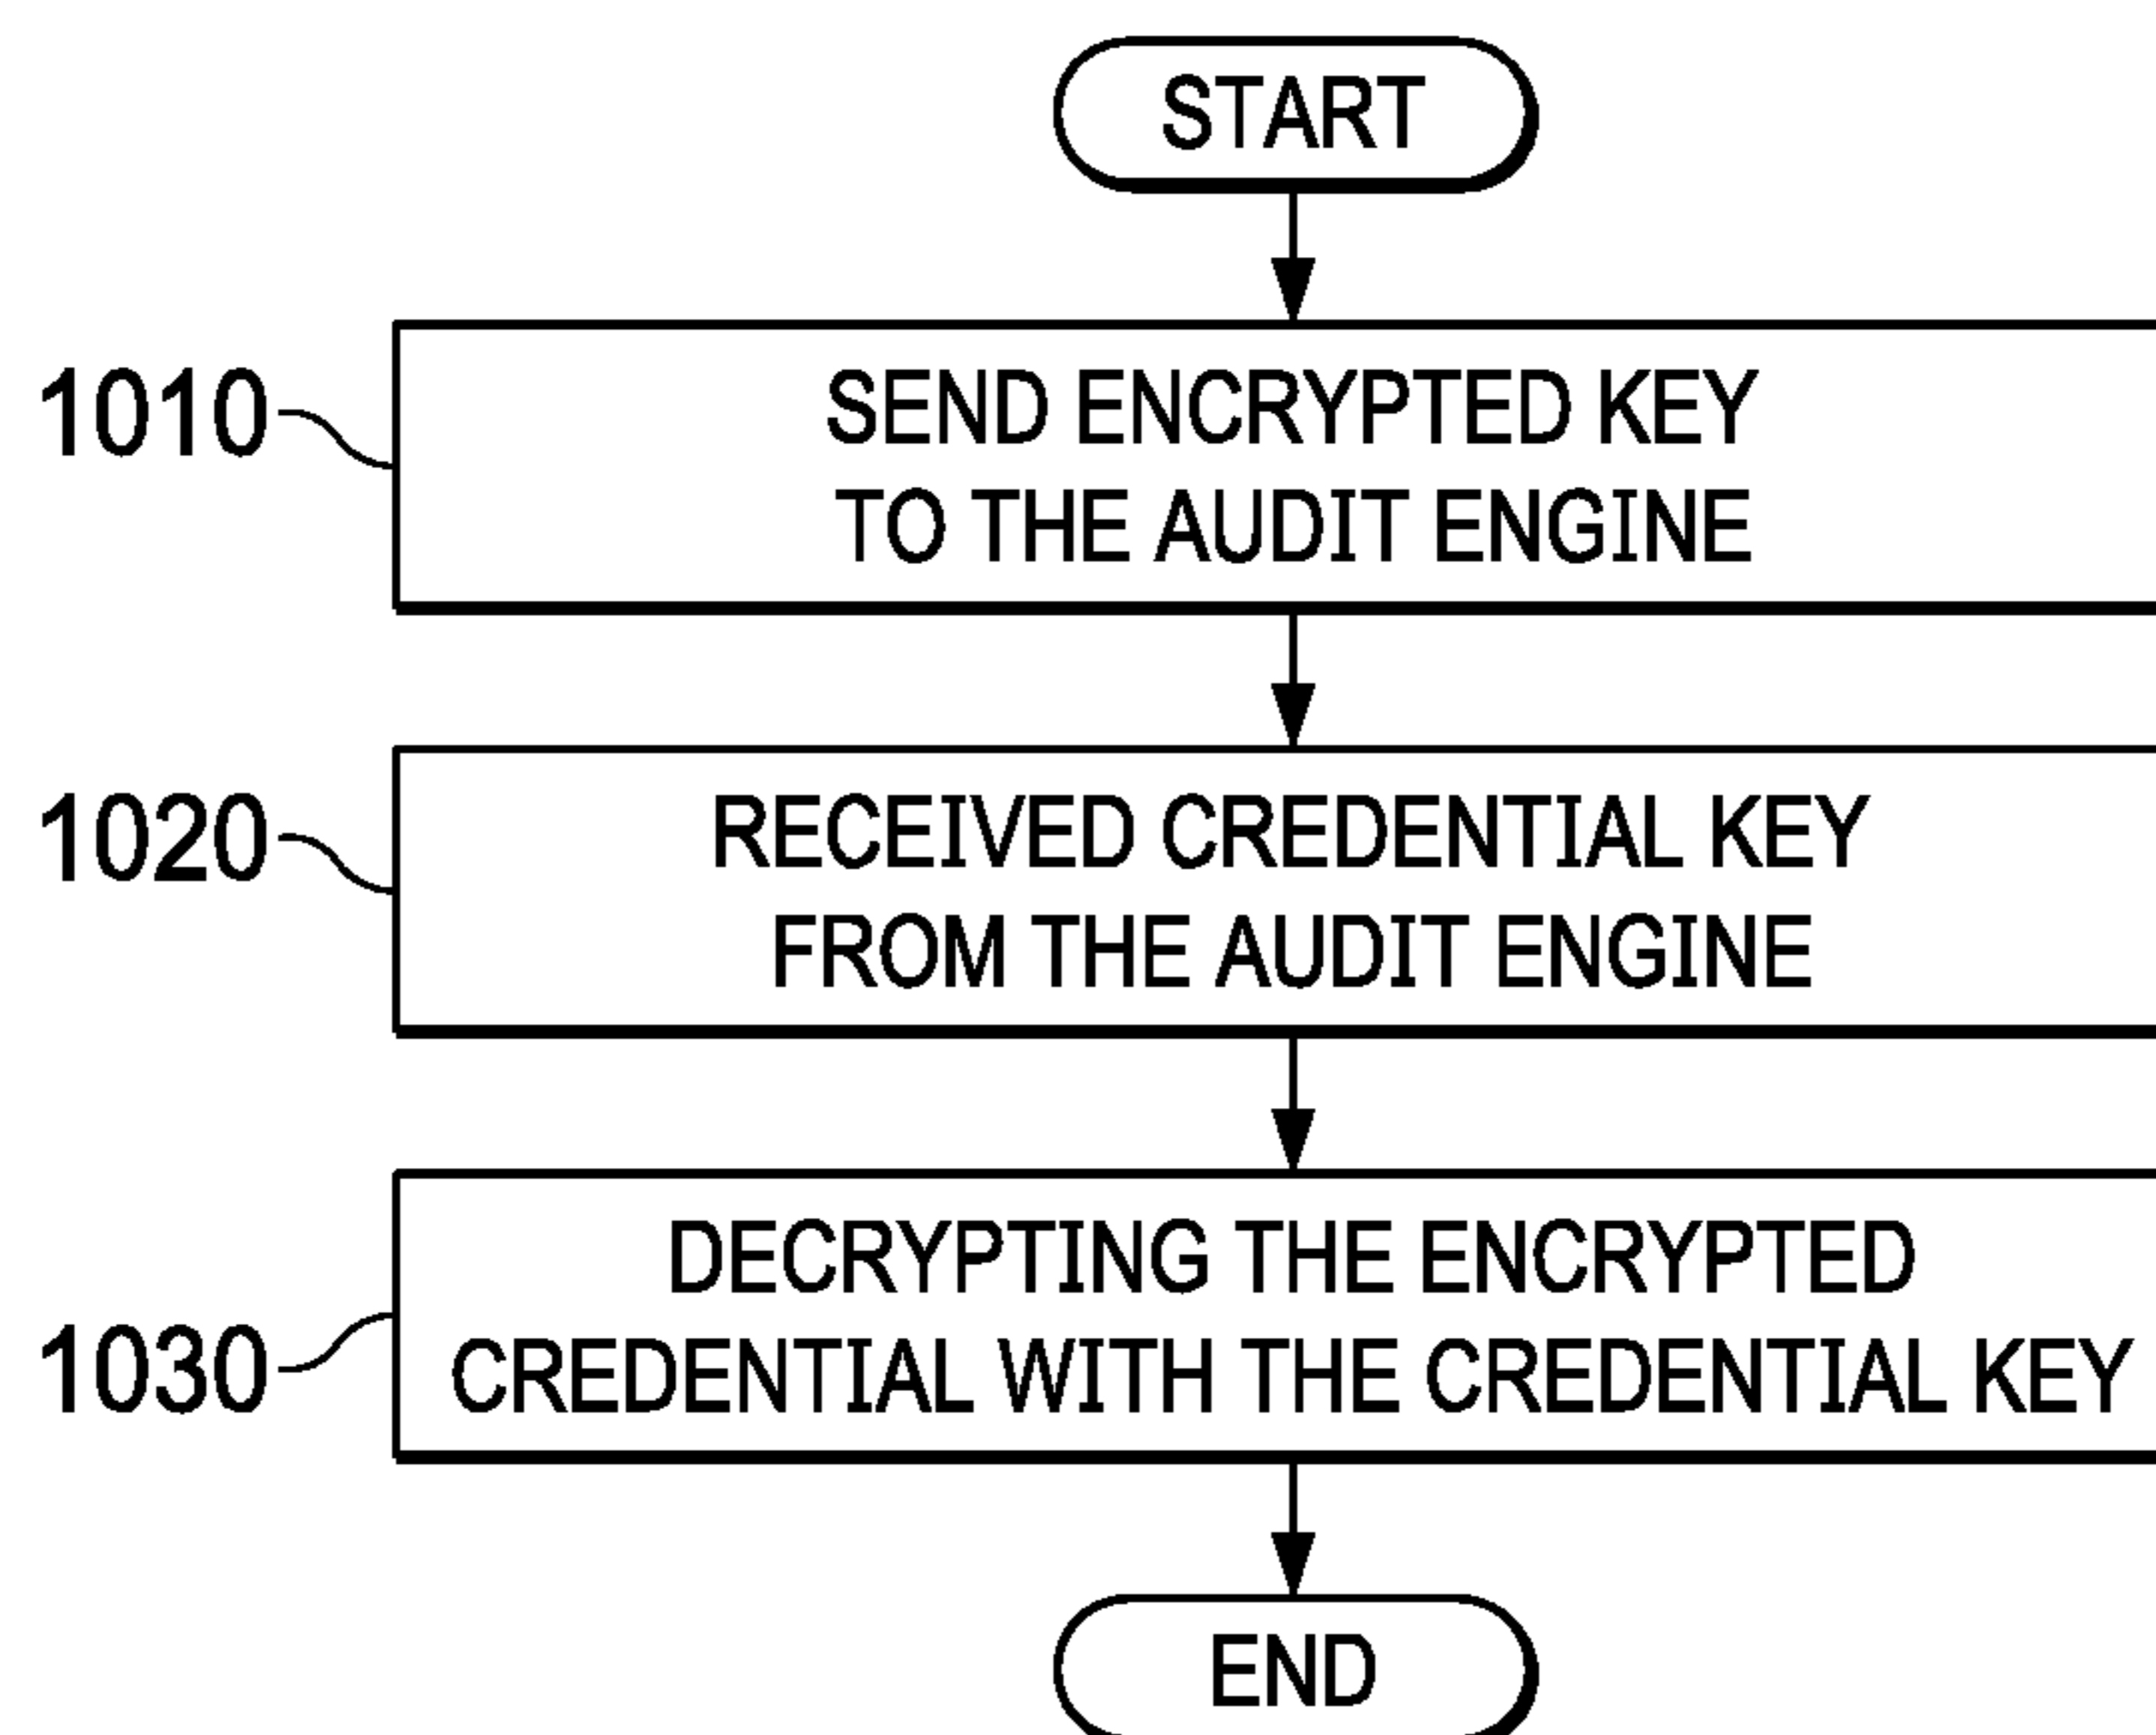 START
1010
SEND ENCRYPTED KEY
TO THE AUDIT ENGINE
1020
RECEIVED CREDENTIAL KEY
FROM THE AUDIT ENGINE
1030
DECRYPTING THE ENCRYPTED
CREDENTIAL WITH THE CREDENTIAL KEY
END